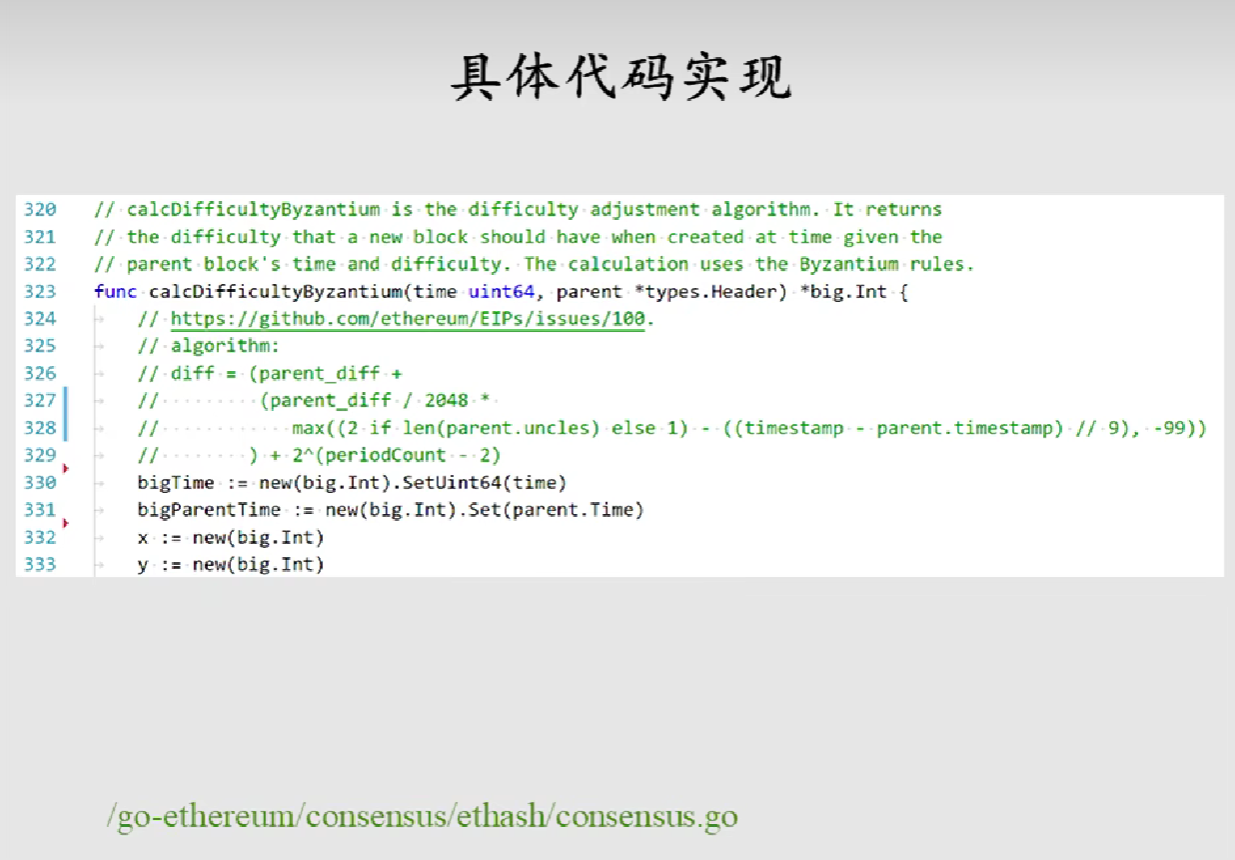 具体代码实现
320 // calcDifficultyByzantium is the difficulty adjustment algorithm. It returns
321 // the difficulty that a new block should have when created at time given the
322 // parent block's time and difficulty. The calculation uses the Byzantium rules.
323 func calcDifficultyByzantium(time uint64, parent *types.Header) *big.Int {
324 // https://github.com/ethereum/EIPs/issues/100.
325 // algorithm:
326 // diff = (parent_diff +
327 // (parent_diff / 2048 *
328 // max((2 if len(parent.uncles) else 1) - ((timestamp - parent.timestamp) // 9), -99))
329 // ) + 2^(periodCount - 2)
330 bigTime := new(big.Int).SetUint64(time)
331 bigParentTime := new(big.Int).Set(parent.Time)
332 x := new(big.Int)
333 y := new(big.Int)
/go-ethereum/consensus/ethash/consensus.go